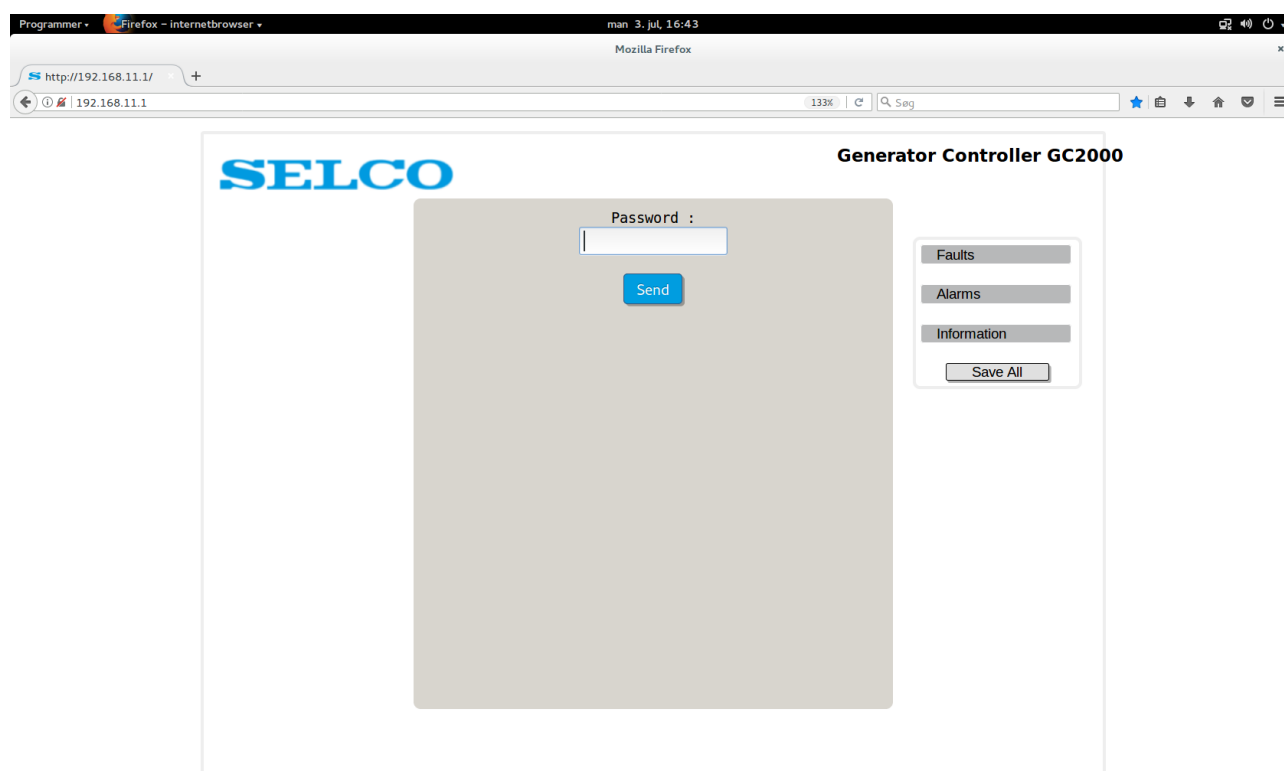 Programmer Firefox – internetbrowser man 3. jul, 16:43
Mozilla Firefox
http://192.168.11.1/
192.168.11.1 133% Søg
SELCO
Generator Controller GC2000
Password :
Send
Faults
Alarms
Information
Save All